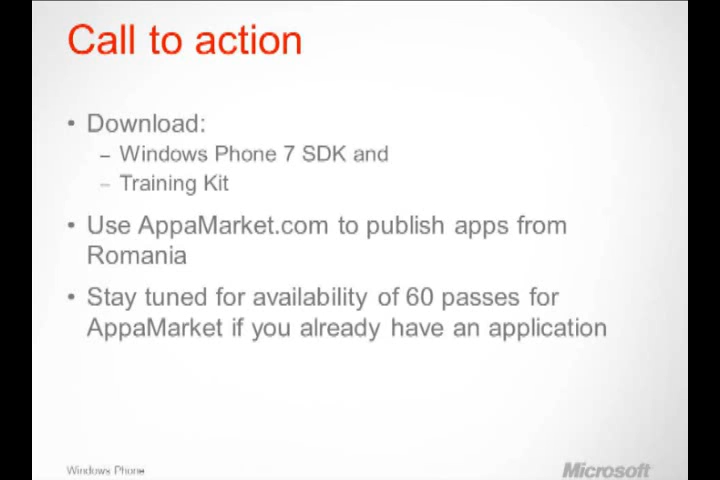 Call to action
• Download:
– Windows Phone 7 SDK and
– Training Kit
• Use AppaMarket.com to publish apps from
Romania
• Stay tuned for availability of 60 passes for
AppaMarket if you already have an application
Windows Phone
Microsoft